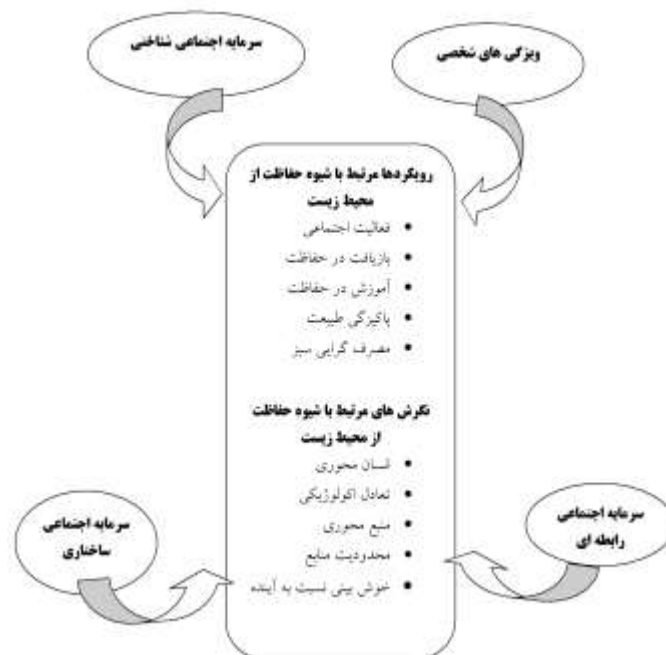 ویژگی های شخصی
سرمایه اجتماعی شناختی
رویکردها مرتبط با شیوه حفاظت از
محیط زیست
فعالیت اجتماعی
بازیافت در حفاظت
آموزش در حفاظت
پاکیزگی طبیعت
مصرف گرایی سبز
نگرش های مرتبط با شیوه حفاظت
از محیط زیست
انسان محوری
تعادل اکولوژیکی
منبع محوری
محدودیت منابع
خوش بینی نسبت به آینده
سرمایه اجتماعی
رابطه ای
سرمایه اجتماعی
ساختاری